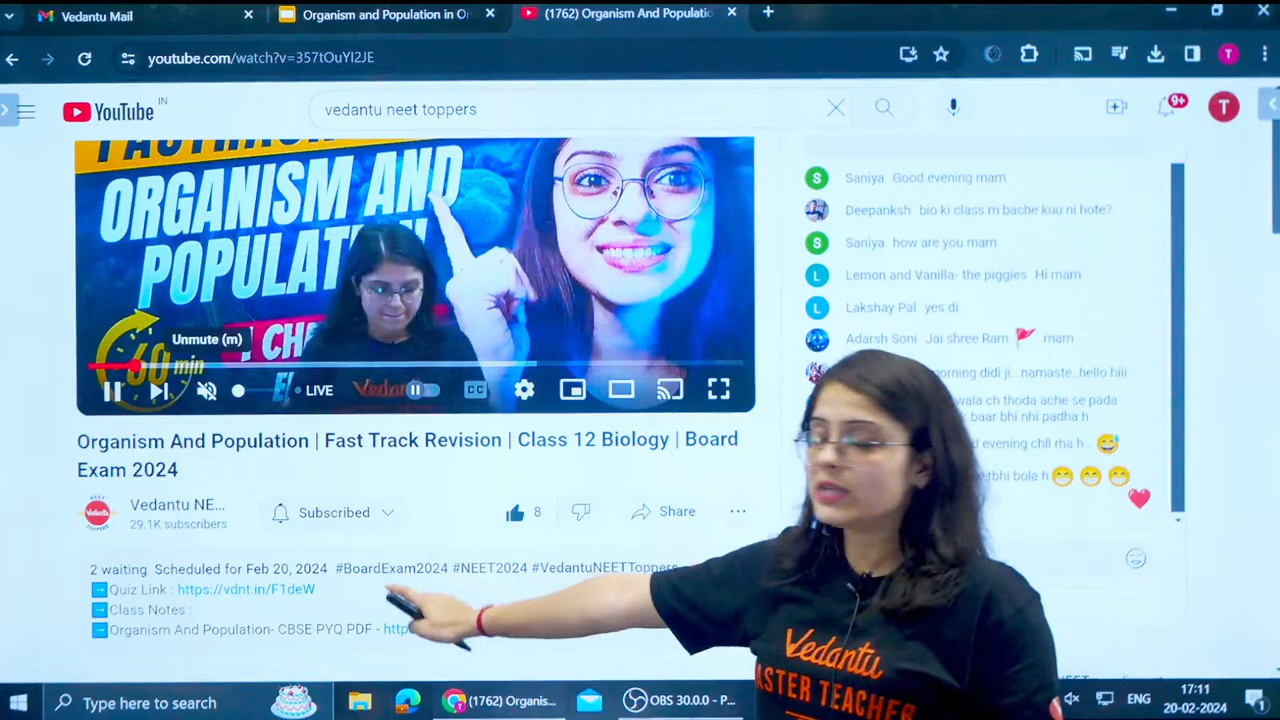 Vedantu Mail
Organism and Population in O
(1762) Organism And Populatio
youtube.com/watch?v=357tOuYI2JE
YouTube IN
vedantu neet toppers
9+
T
T
ORGANISM AND
Unmute (m)
60 min
LIVE
CC
Organism And Population | Fast Track Revision | Class 12 Biology | Board
Exam 2024
Vedantu NE...
29.1K subscribers
Subscribed
8
Share
2 waiting Scheduled for Feb 20, 2024 #BoardExam2024 #NEET2024 #VedantuNEETToppers
Quiz Link : https://vdnt.in/F1deW
Class Notes :
Organism And Population- CBSE PYQ PDF -
S Saniya Good evening mam
Deepanksh bio ki class m bache kuu ni hote?
S Saniya how are you mam
L Lemon and Vanilla- the piggies Hi mam
L Lakshay Pal yes di
Adarsh Soni Jai shree Ram 🚩 mam
didi ji...namaste..hello hiii
wala ch thoda ache se pada
baar bhi nhi padha h
evening chll rha h.. 😅
bola h 😁😁😁
❤️
Vedantu
MASTER TEACHER
Type here to search
(1762) Organis...
OBS 30.0.0 - P...
ENG
17:11
20-02-2024
1